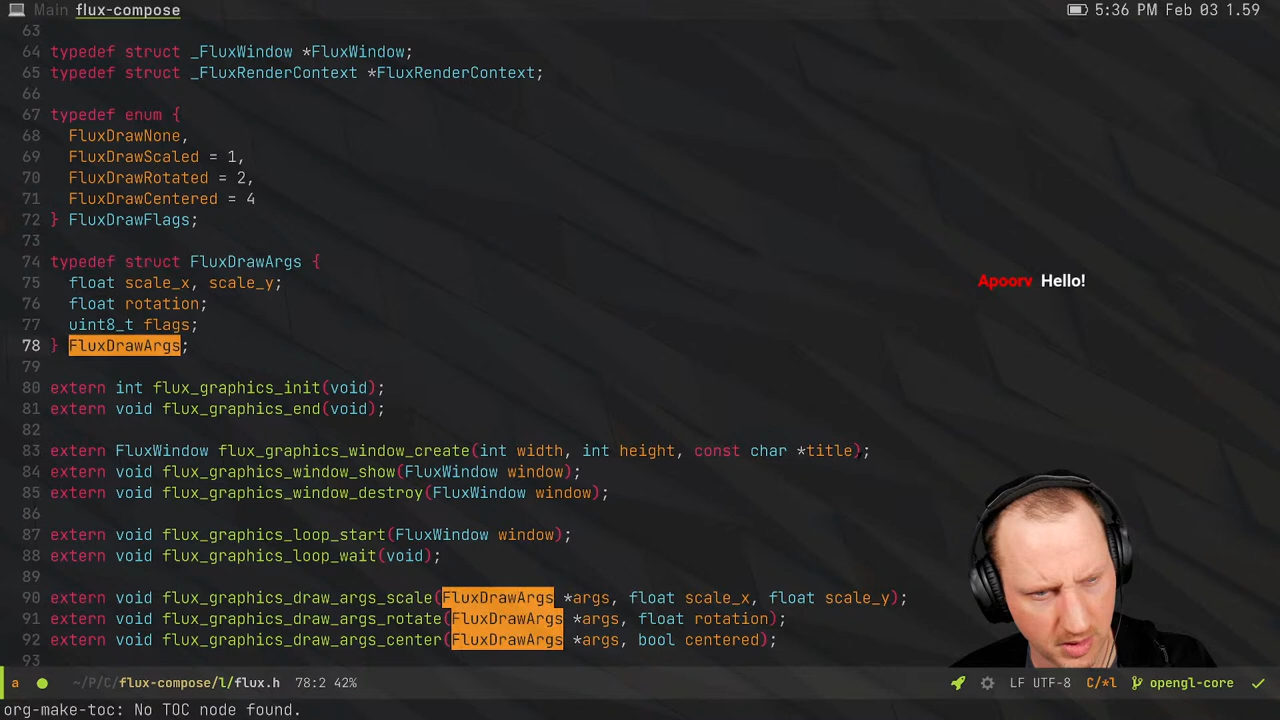 Main flux-compose 5:36 PM Feb 03 1.59
63
64 typedef struct _FluxWindow *FluxWindow;
65 typedef struct _FluxRenderContext *FluxRenderContext;
66
67 typedef enum {
68 FluxDrawNone,
69 FluxDrawScaled = 1,
70 FluxDrawRotated = 2,
71 FluxDrawCentered = 4
72 } FluxDrawFlags;
73
74 typedef struct FluxDrawArgs {
75 float scale_x, scale_y;
Apoorv Hello!
76 float rotation;
77 uint8_t flags;
78 } FluxDrawArgs;
79
80 extern int flux_graphics_init(void);
81 extern void flux_graphics_end(void);
82
83 extern FluxWindow flux_graphics_window_create(int width, int height, const char *title);
84 extern void flux_graphics_window_show(FluxWindow window);
85 extern void flux_graphics_window_destroy(FluxWindow window);
86
87 extern void flux_graphics_loop_start(FluxWindow window);
88 extern void flux_graphics_loop_wait(void);
89
90 extern void flux_graphics_draw_args_scale(FluxDrawArgs *args, float scale_x, float scale_y);
91 extern void flux_graphics_draw_args_rotate(FluxDrawArgs *args, float rotation);
92 extern void flux_graphics_draw_args_center(FluxDrawArgs *args, bool centered);
93
a ~/P/C/flux-compose/l/flux.h 78:2 42% LF UTF-8 C/*l opengl-core
org-make-toc: No TOC node found.